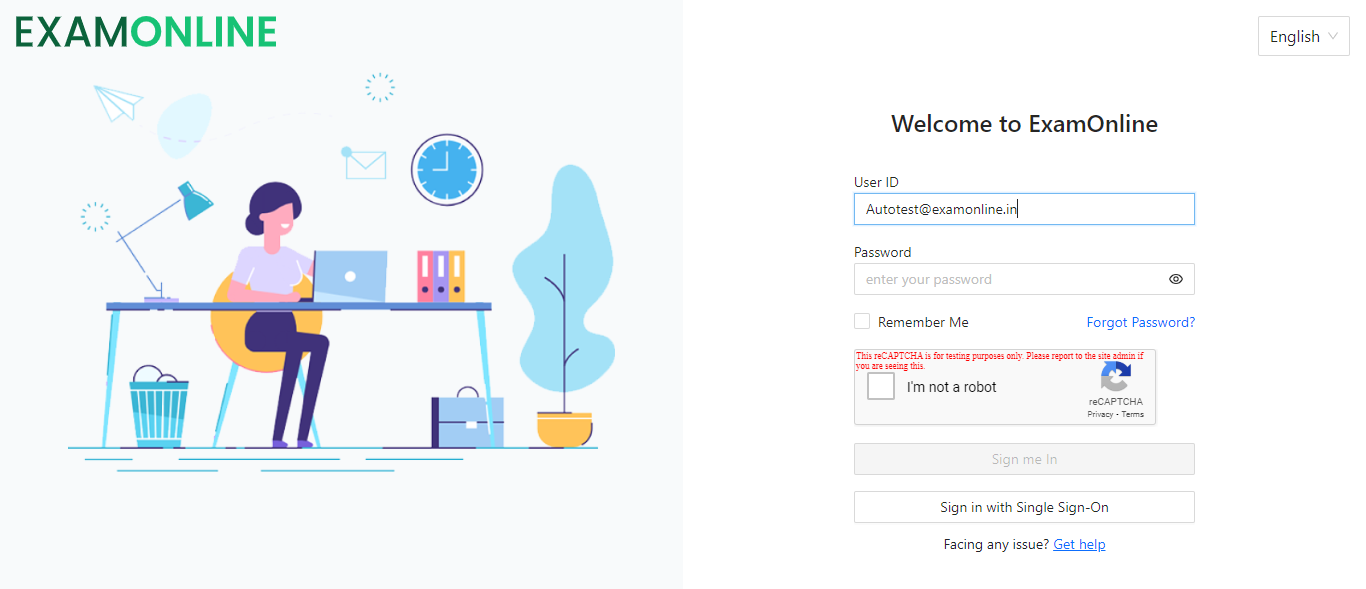 EXAMONLINE
English
Welcome to ExamOnline
User ID
Autotest@examonline.in
Password
enter your password
Remember Me
Forgot Password?
This reCAPTCHA is for testing purposes only. Please report to the site admin if
you are seeing this.
I'm not a robot
reCAPTCHA
Privacy - Terms
Sign me In
Sign in with Single Sign-On
Facing any issue? Get help